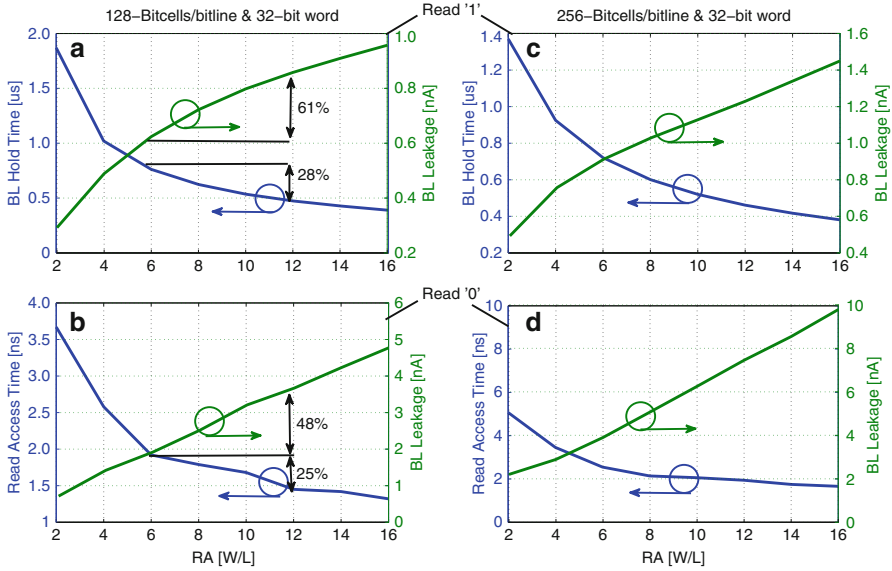 128−Bitcells/bitline & 32−bit word
Read '1'
256−Bitcells/bitline & 32−bit word
a
BL Hold Time [us]
2.0
1.5
1.0
0.5
0
2 4 6 8 10 12 14 16
61%
28%
1.0
0.8
0.6
0.4
0.2
BL Leakage [nA]
c
BL Hold Time [us]
1.4
1.2
1.0
0.8
0.6
0.4
0.2
2 4 6 8 10 12 14 16
1.6
1.4
1.2
1.0
0.8
0.6
0.4
BL Leakage [nA]
Read '0'
b
Read Access Time [ns]
4.0
3.5
3.0
2.5
2.0
1.5
1
2 4 6 8 10 12 14 16
RA [W/L]
48%
25%
6
5
4
3
2
1
0
BL Leakage [nA]
d
Read Access Time [ns]
10
8
6
4
2
0
2 4 6 8 10 12 14 16
RA [W/L]
10
8
6
4
2
0
BL Leakage [nA]